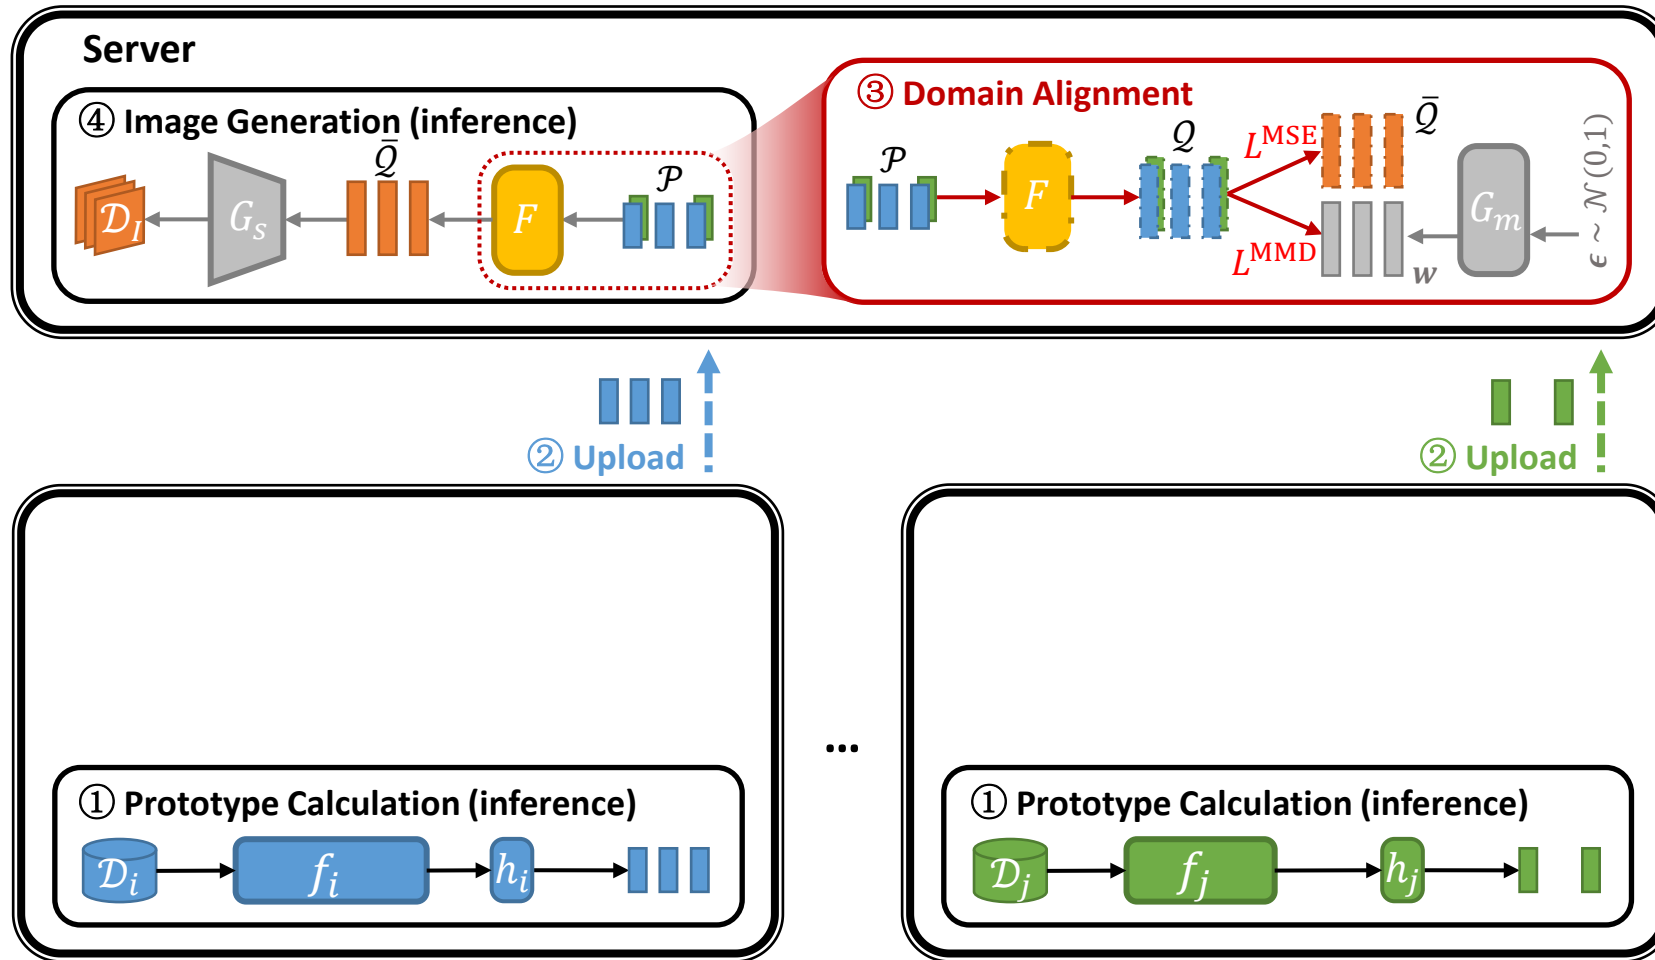 Server
④ Image Generation (inference)
𝒟_I
G_s
𝒬̄
F
𝒫
③ Domain Alignment
𝒫
F
𝒬
L^MSE
L^MMD
𝒬̄
w
G_m
ϵ ~ 𝒩(0,1)
② Upload
② Upload
...
① Prototype Calculation (inference)
𝒟_i
f_i
h_i
① Prototype Calculation (inference)
𝒟_j
f_j
h_j